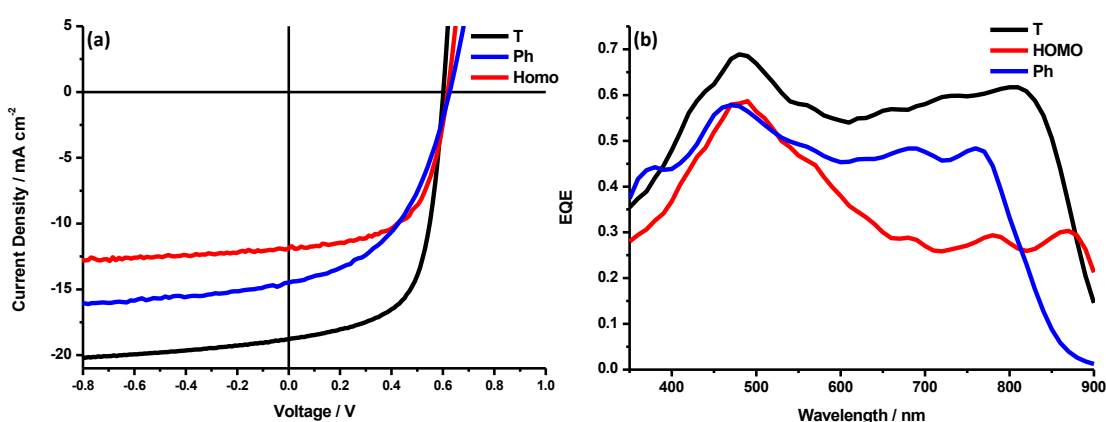 (a)
T
Ph
Homo
5
0
-5
-10
-15
-20
Current Density / mA cm-2
-0.8 -0.6 -0.4 -0.2 0.0 0.2 0.4 0.6 0.8 1.0
Voltage / V
(b)
T
HOMO
Ph
0.7
0.6
0.5
0.4
0.3
0.2
0.1
0.0
EQE
400 500 600 700 800 900
Wavelength / nm